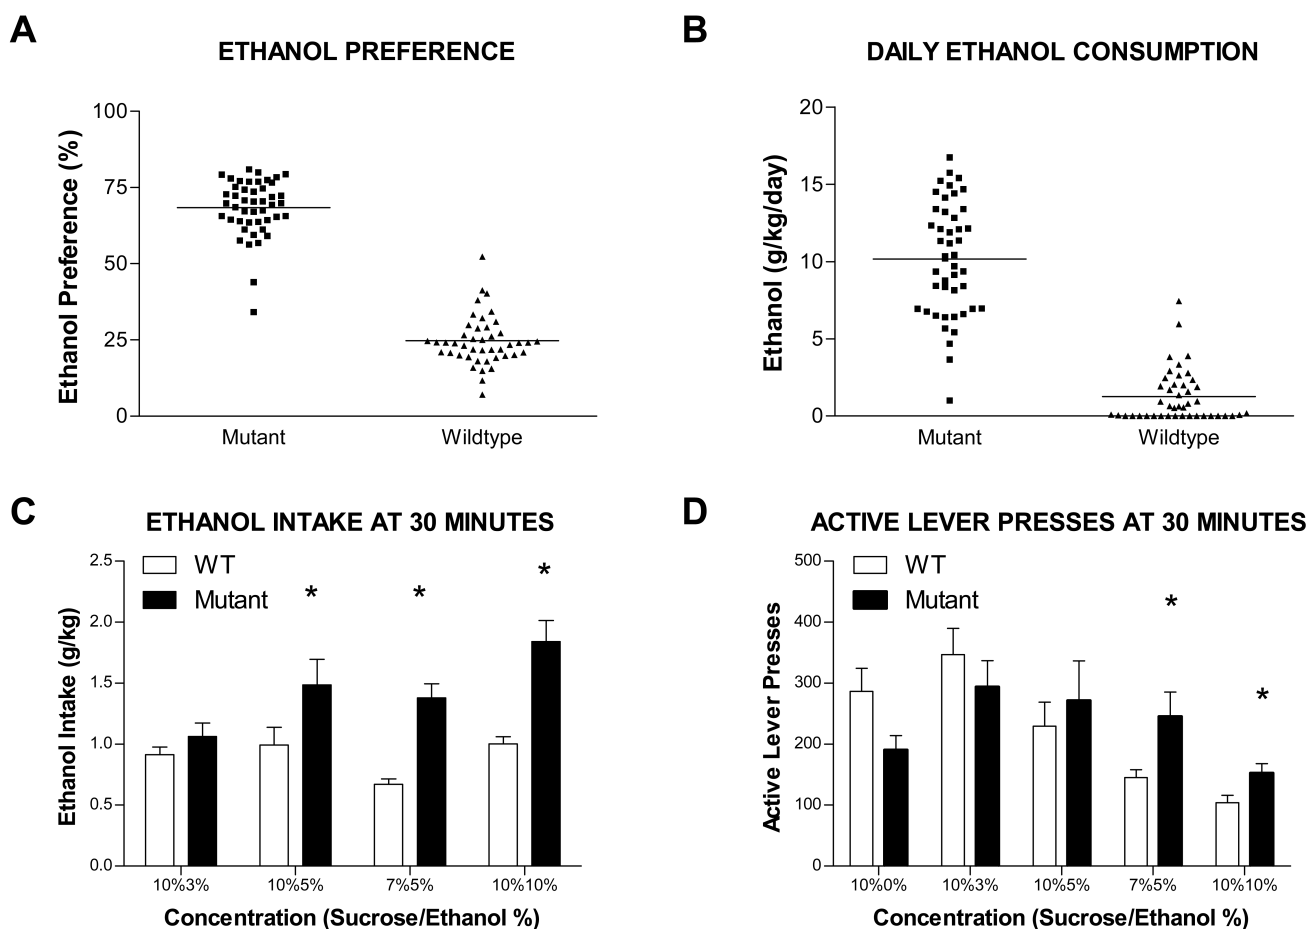 A
ETHANOL PREFERENCE
100
75
50
25
0
Ethanol Preference (%)
Mutant
Wildtype
B
DAILY ETHANOL CONSUMPTION
20
15
10
5
0
Ethanol (g/kg/day)
Mutant
Wildtype
C
ETHANOL INTAKE AT 30 MINUTES
2.5
2.0
1.5
1.0
0.5
0.0
Ethanol Intake (g/kg)
WT
Mutant
*
*
*
10%3%
10%5%
7%5%
10%10%
Concentration (Sucrose/Ethanol %)
D
ACTIVE LEVER PRESSES AT 30 MINUTES
500
400
300
200
100
0
Active Lever Presses
WT
Mutant
*
*
10%0%
10%3%
10%5%
7%5%
10%10%
Concentration (Sucrose/Ethanol %)